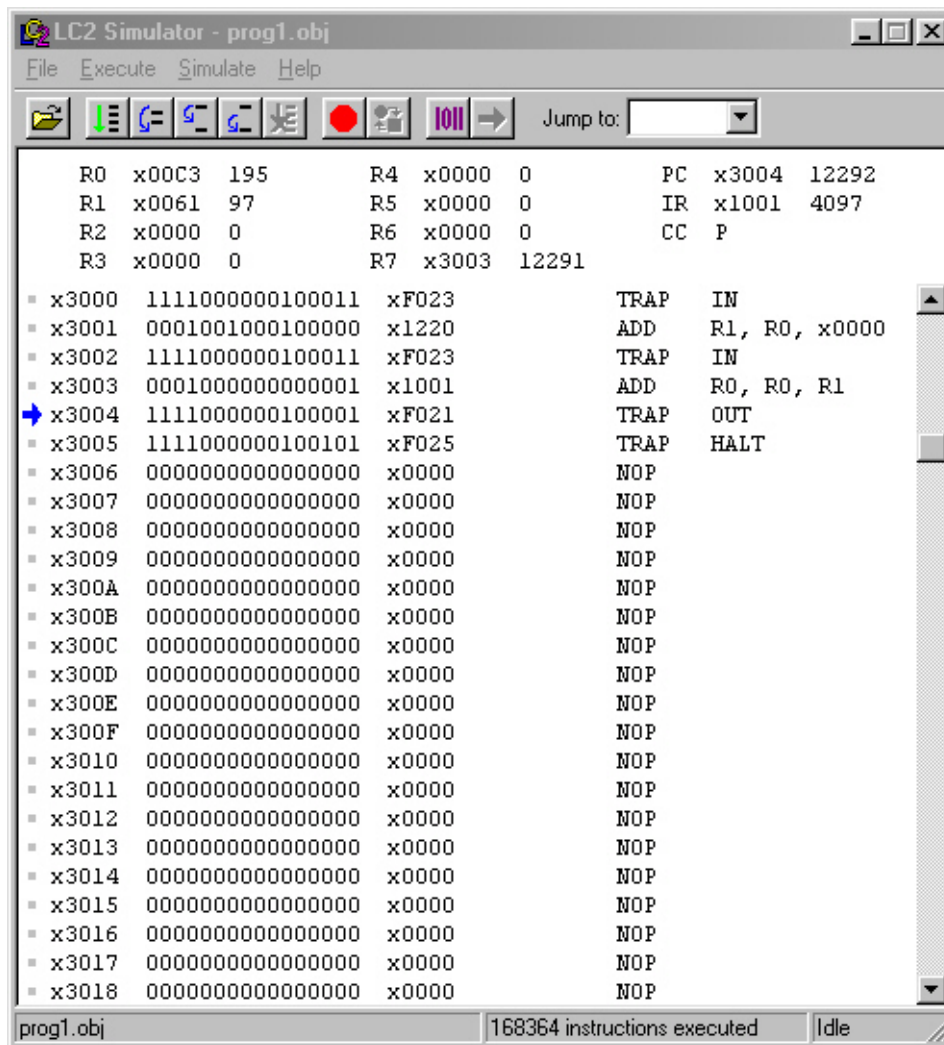 LC2 Simulator - prog1.obj
File Execute Simulate Help
Jump to:
R0 x00C3 195 R4 x0000 0 PC x3004 12292
R1 x0061 97 R5 x0000 0 IR x1001 4097
R2 x0000 0 R6 x0000 0 CC P
R3 x0000 0 R7 x3003 12291
x3000 1111000000100011 xF023 TRAP IN
x3001 0001001000100000 x1220 ADD R1, R0, x0000
x3002 1111000000100011 xF023 TRAP IN
x3003 0001000000000001 x1001 ADD R0, R0, R1
x3004 1111000000100001 xF021 TRAP OUT
x3005 1111000000100101 xF025 TRAP HALT
x3006 0000000000000000 x0000 NOP
x3007 0000000000000000 x0000 NOP
x3008 0000000000000000 x0000 NOP
x3009 0000000000000000 x0000 NOP
x300A 0000000000000000 x0000 NOP
x300B 0000000000000000 x0000 NOP
x300C 0000000000000000 x0000 NOP
x300D 0000000000000000 x0000 NOP
x300E 0000000000000000 x0000 NOP
x300F 0000000000000000 x0000 NOP
x3010 0000000000000000 x0000 NOP
x3011 0000000000000000 x0000 NOP
x3012 0000000000000000 x0000 NOP
x3013 0000000000000000 x0000 NOP
x3014 0000000000000000 x0000 NOP
x3015 0000000000000000 x0000 NOP
x3016 0000000000000000 x0000 NOP
x3017 0000000000000000 x0000 NOP
x3018 0000000000000000 x0000 NOP
prog1.obj 168364 instructions executed Idle